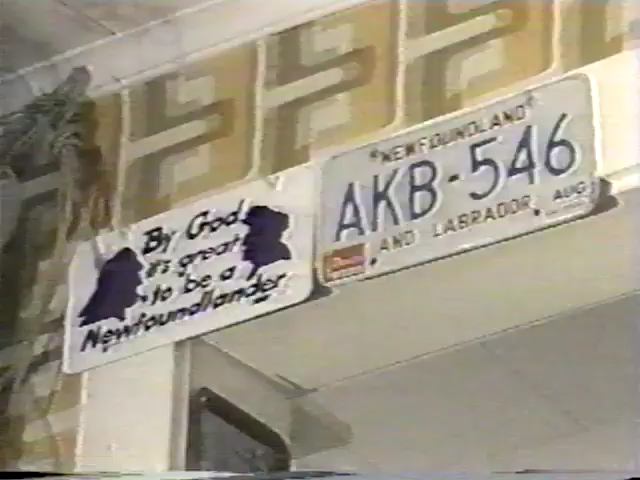 By God
it's great
to be a
Newfoundlander
NEWFOUNDLAND
AKB-546
AND LABRADOR
AUG